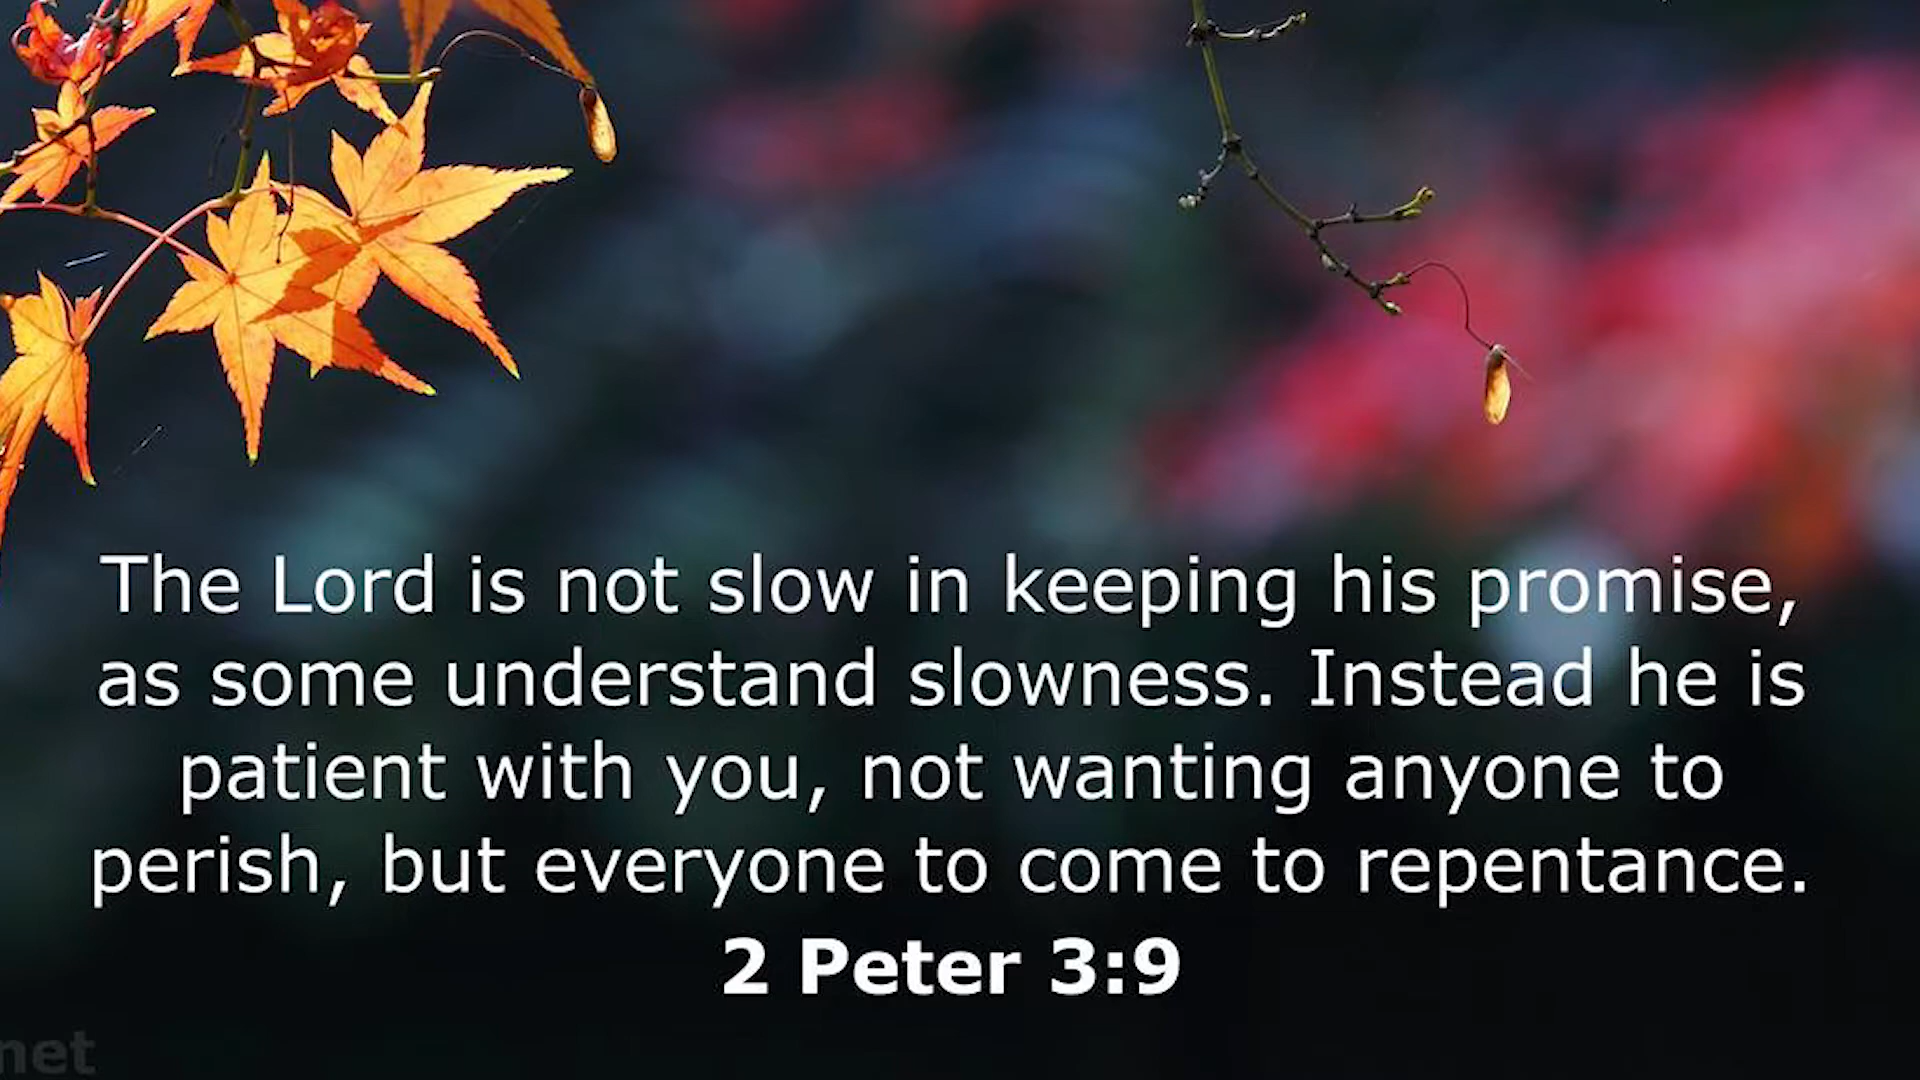 The Lord is not slow in keeping his promise,
as some understand slowness. Instead he is
patient with you, not wanting anyone to
perish, but everyone to come to repentance.
2 Peter 3:9
net